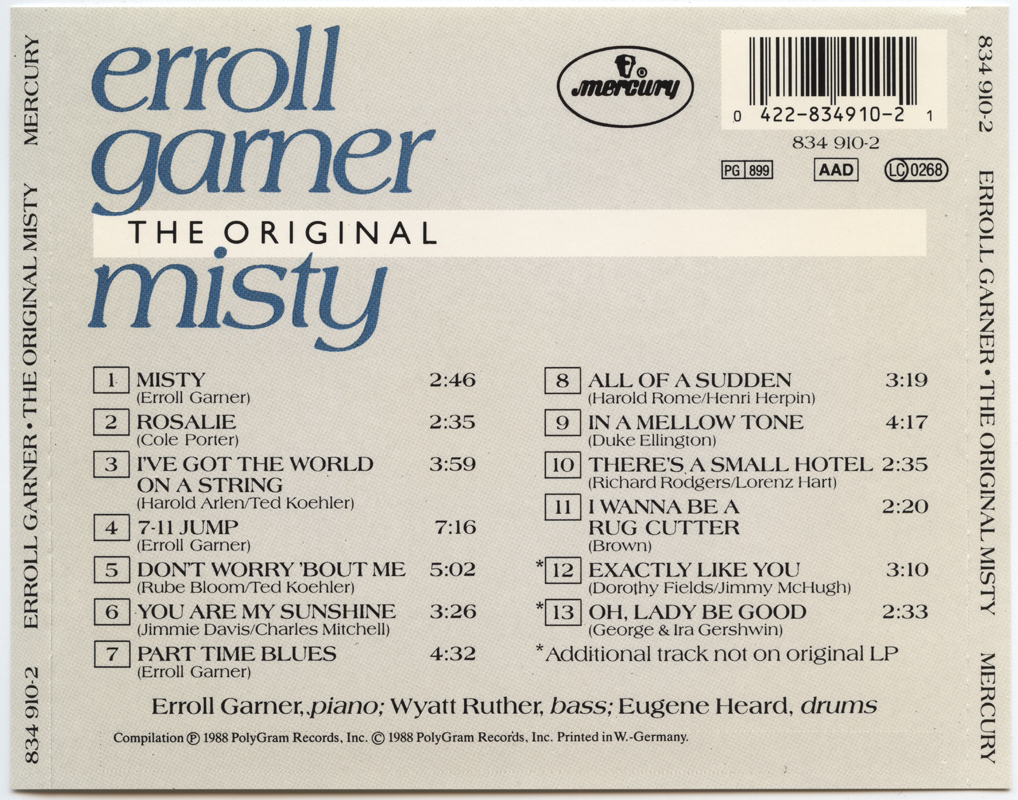 erroll
garner
THE ORIGINAL
misty
mercury ®
0 422-834910-2 1
834 910-2
PG 899 AAD LC 0268
1 MISTY 2:46
(Erroll Garner)
2 ROSALIE 2:35
(Cole Porter)
3 I'VE GOT THE WORLD 3:59
ON A STRING
(Harold Arlen/Ted Koehler)
4 7-11 JUMP 7:16
(Erroll Garner)
5 DON'T WORRY 'BOUT ME 5:02
(Rube Bloom/Ted Koehler)
6 YOU ARE MY SUNSHINE 3:26
(Jimmie Davis/Charles Mitchell)
7 PART TIME BLUES 4:32
(Erroll Garner)
8 ALL OF A SUDDEN 3:19
(Harold Rome/Henri Herpin)
9 IN A MELLOW TONE 4:17
(Duke Ellington)
10 THERE'S A SMALL HOTEL 2:35
(Richard Rodgers/Lorenz Hart)
11 I WANNA BE A 2:20
RUG CUTTER
(Brown)
*12 EXACTLY LIKE YOU 3:10
(Dorothy Fields/Jimmy McHugh)
*13 OH, LADY BE GOOD 2:33
(George & Ira Gershwin)
*Additional track not on original LP
Erroll Garner, piano; Wyatt Ruther, bass; Eugene Heard, drums
Compilation ℗ 1988 PolyGram Records, Inc. © 1988 PolyGram Records, Inc. Printed in W.-Germany.
834 910-2 ERROLL GARNER • THE ORIGINAL MISTY MERCURY
834 910-2 ERROLL GARNER • THE ORIGINAL MISTY MERCURY